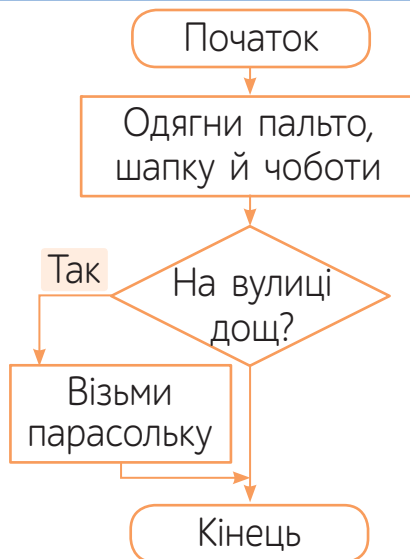 Початок
Одягни пальто,
шапку й чоботи
Так
На вулиці
дощ?
Візьми
парасольку
Кінець